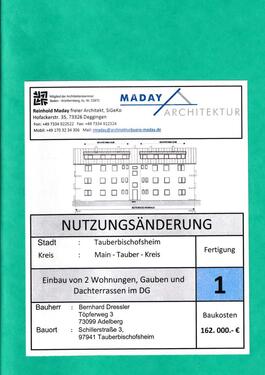 Mitglied der Architektenkammer
Baden - Württemberg,
MADAY
ARCHITEKTUR
Reinhold Maday freier Architekt, SiGeKo
Hofackerstr. 35, 73326 Deggingen
Fon: +49 7334 922522 Fax: +49 7334 922524
Mobil: +49 170 92 34 306 Mail: rmaday@architekturbuero-maday.de
NUTZUNGSÄNDERUNG
Stadt : Tauberbischofsheim
Kreis : Main - Tauber - Kreis
Fertigung
Einbau von 2 Wohnungen, Gauben und
Dachterrassen im DG
1
Bauherr : Bernhard Dressler
Töpferweg 3
73099 Adelberg
Bauort : Schillerstraße 3,
97941 Tauberbischofsheim
Baukosten
162.000.- €